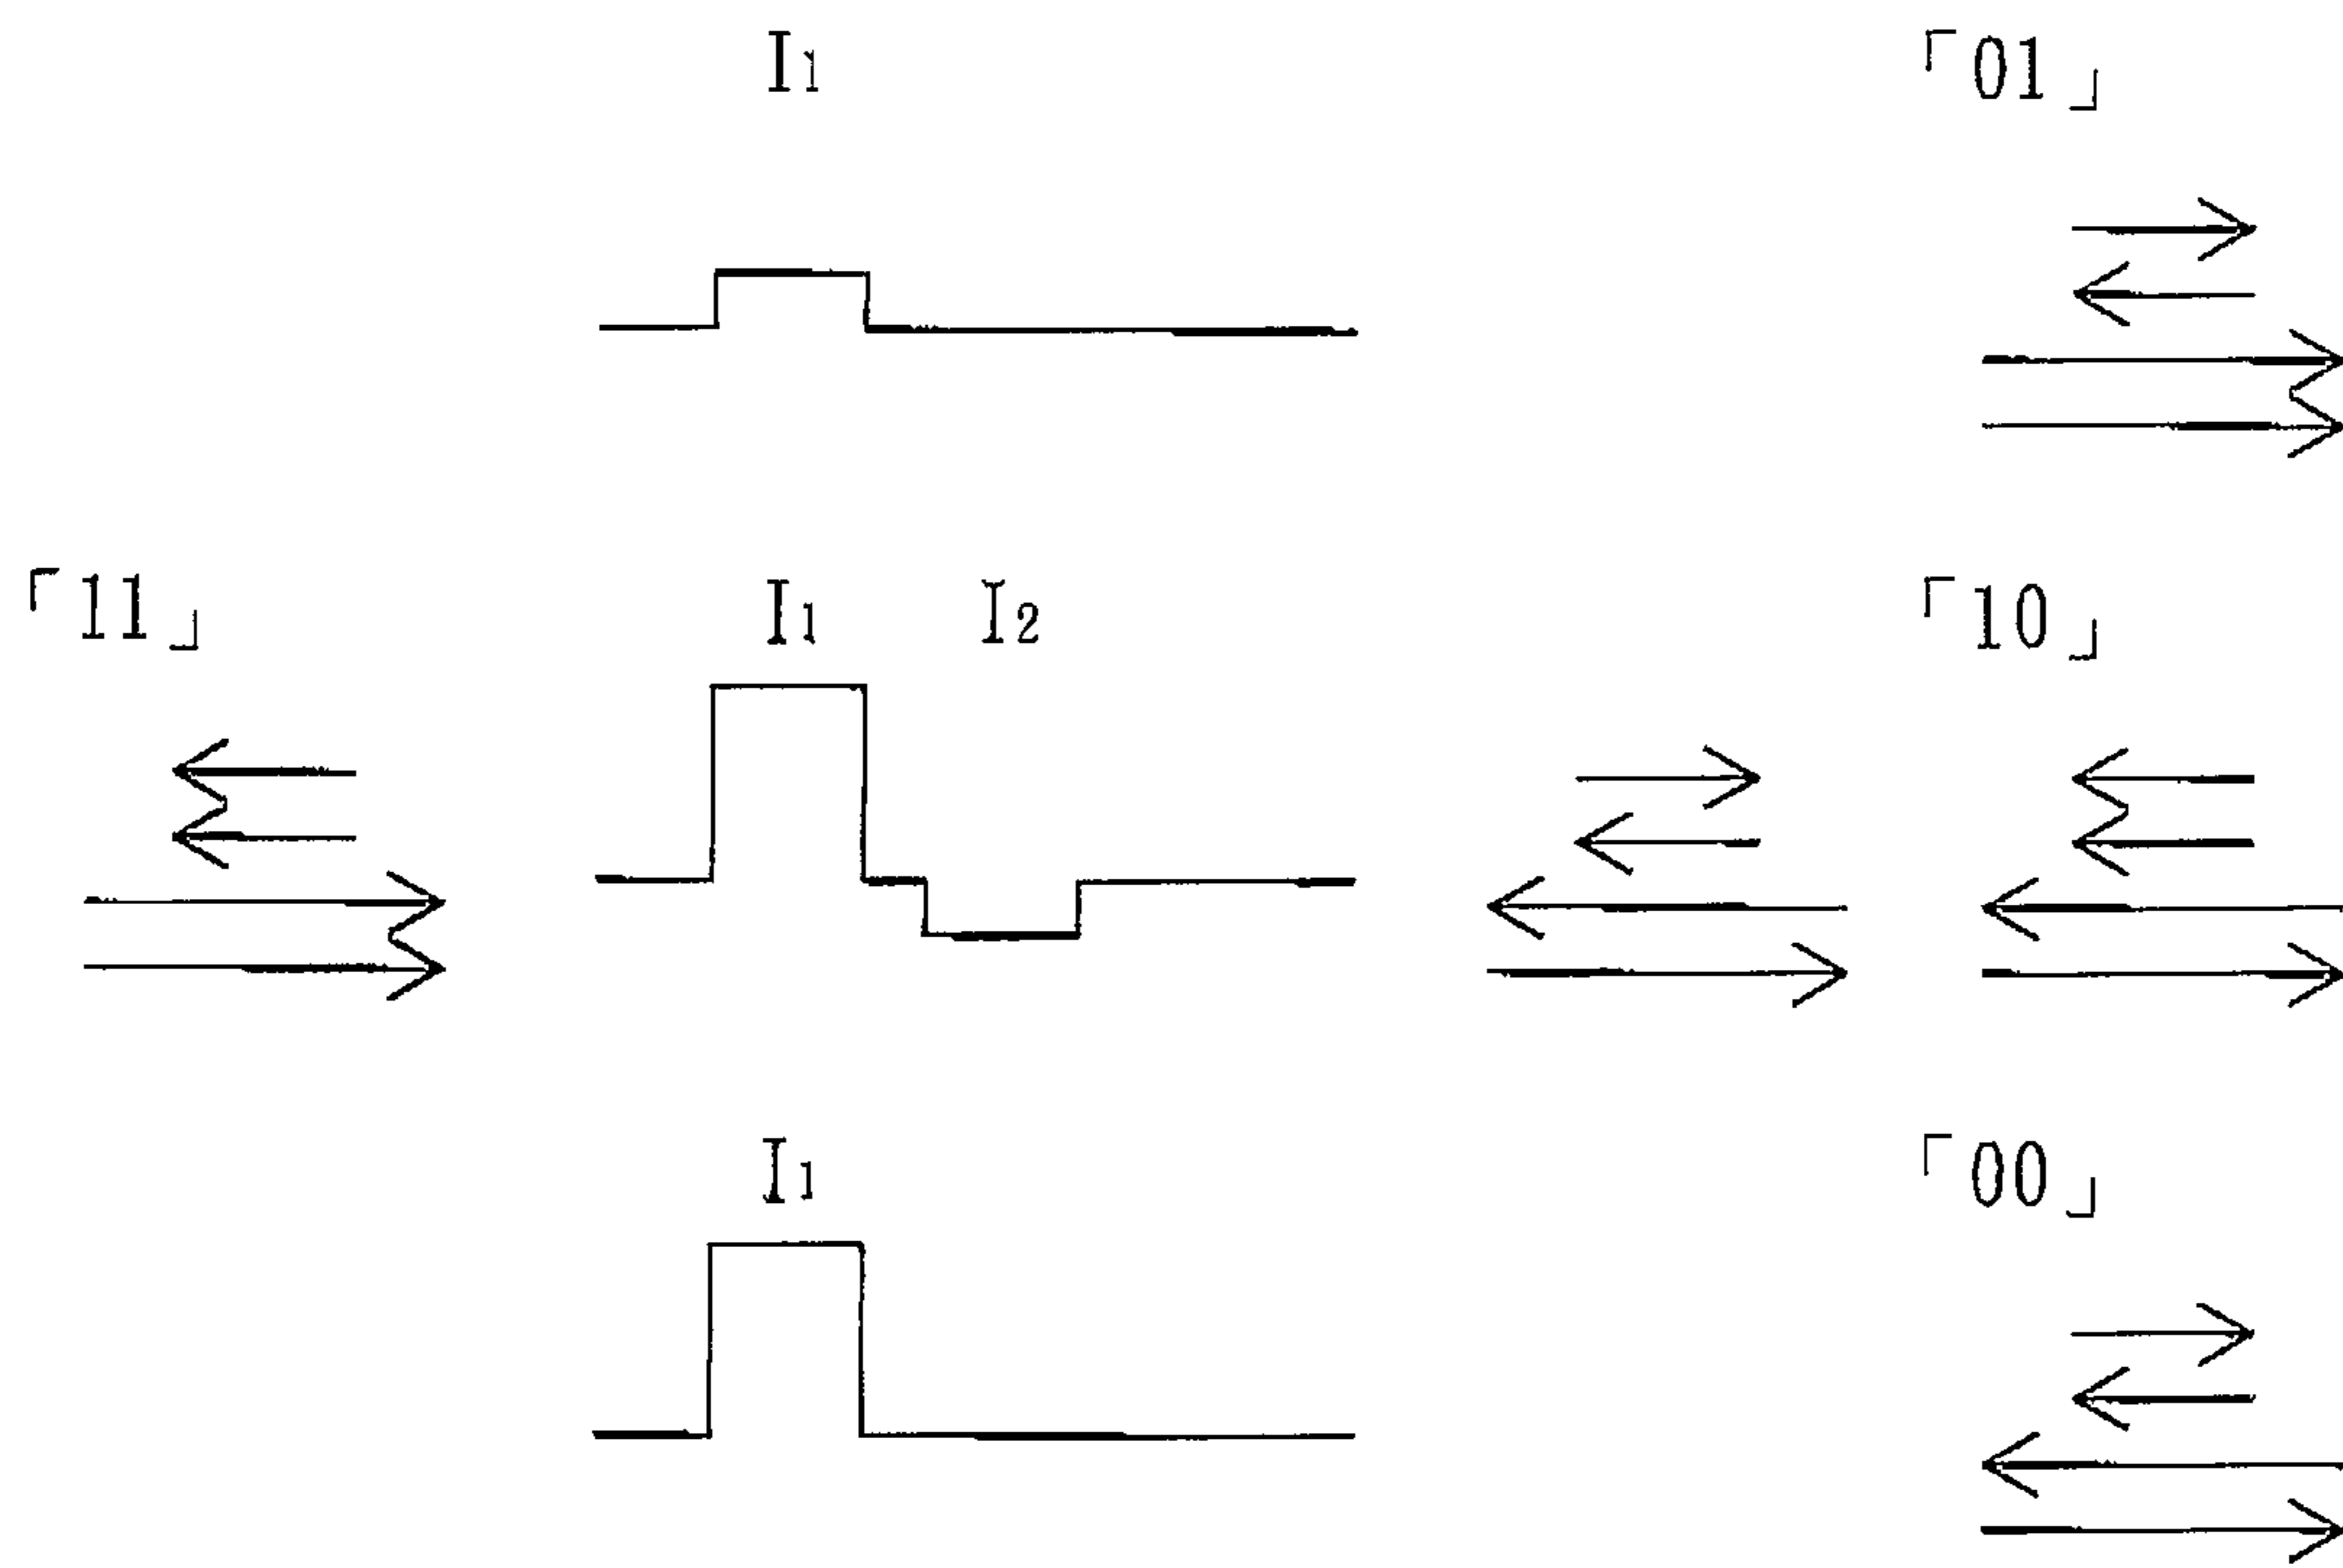 I₁ 「01」
「11」 I₁ I₂ 「10」
I₁ 「00」